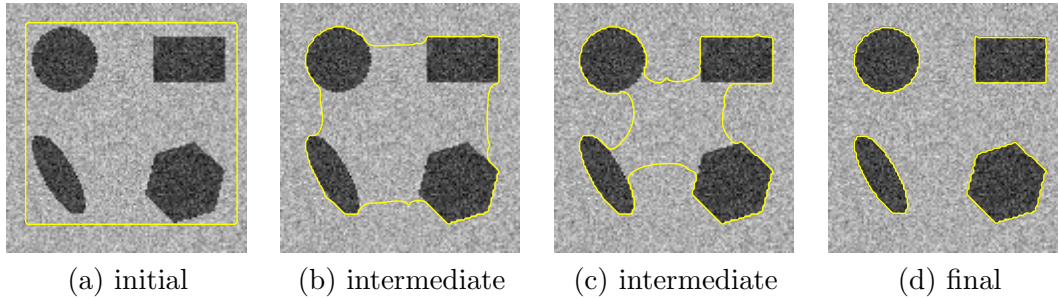 (a) initial
(b) intermediate
(c) intermediate
(d) final